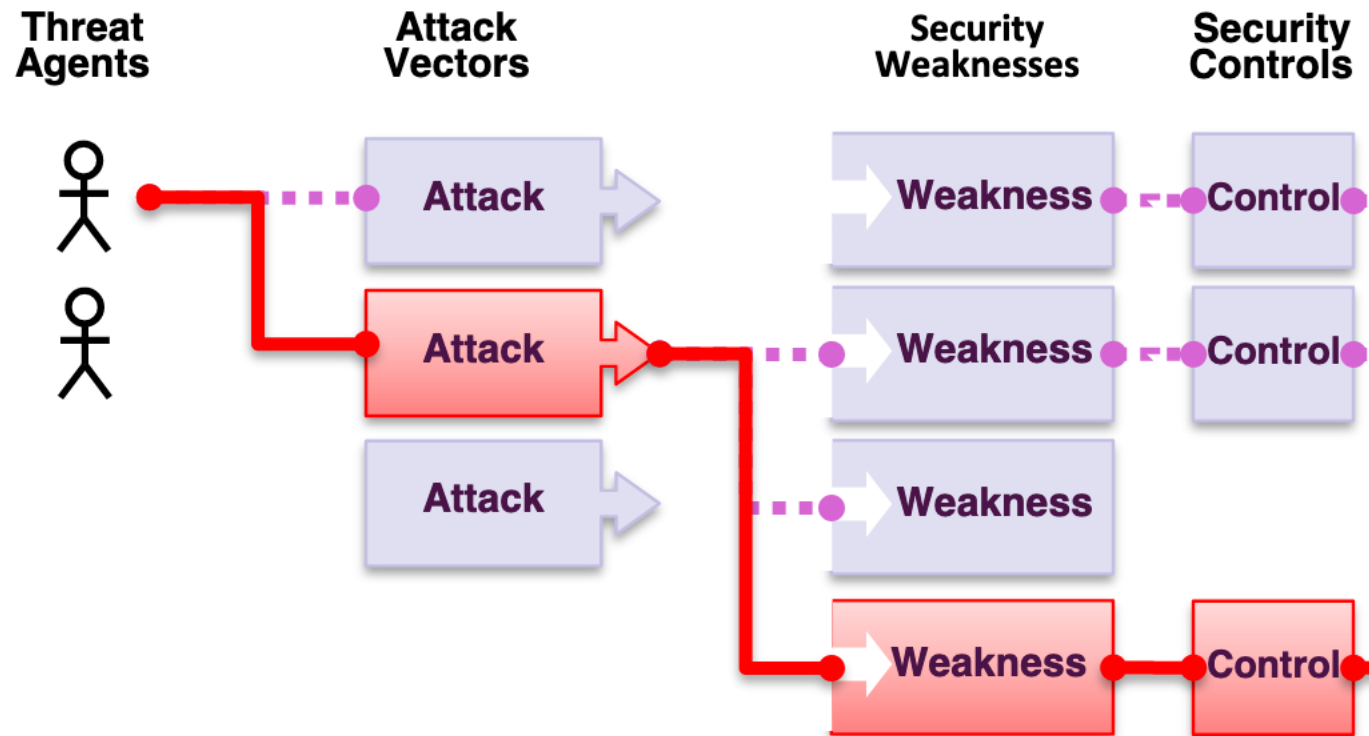 Threat
Agents
Attack
Vectors
Security
Weaknesses
Security
Controls
Attack
Weakness
Control
Attack
Weakness
Control
Attack
Weakness
Weakness
Control